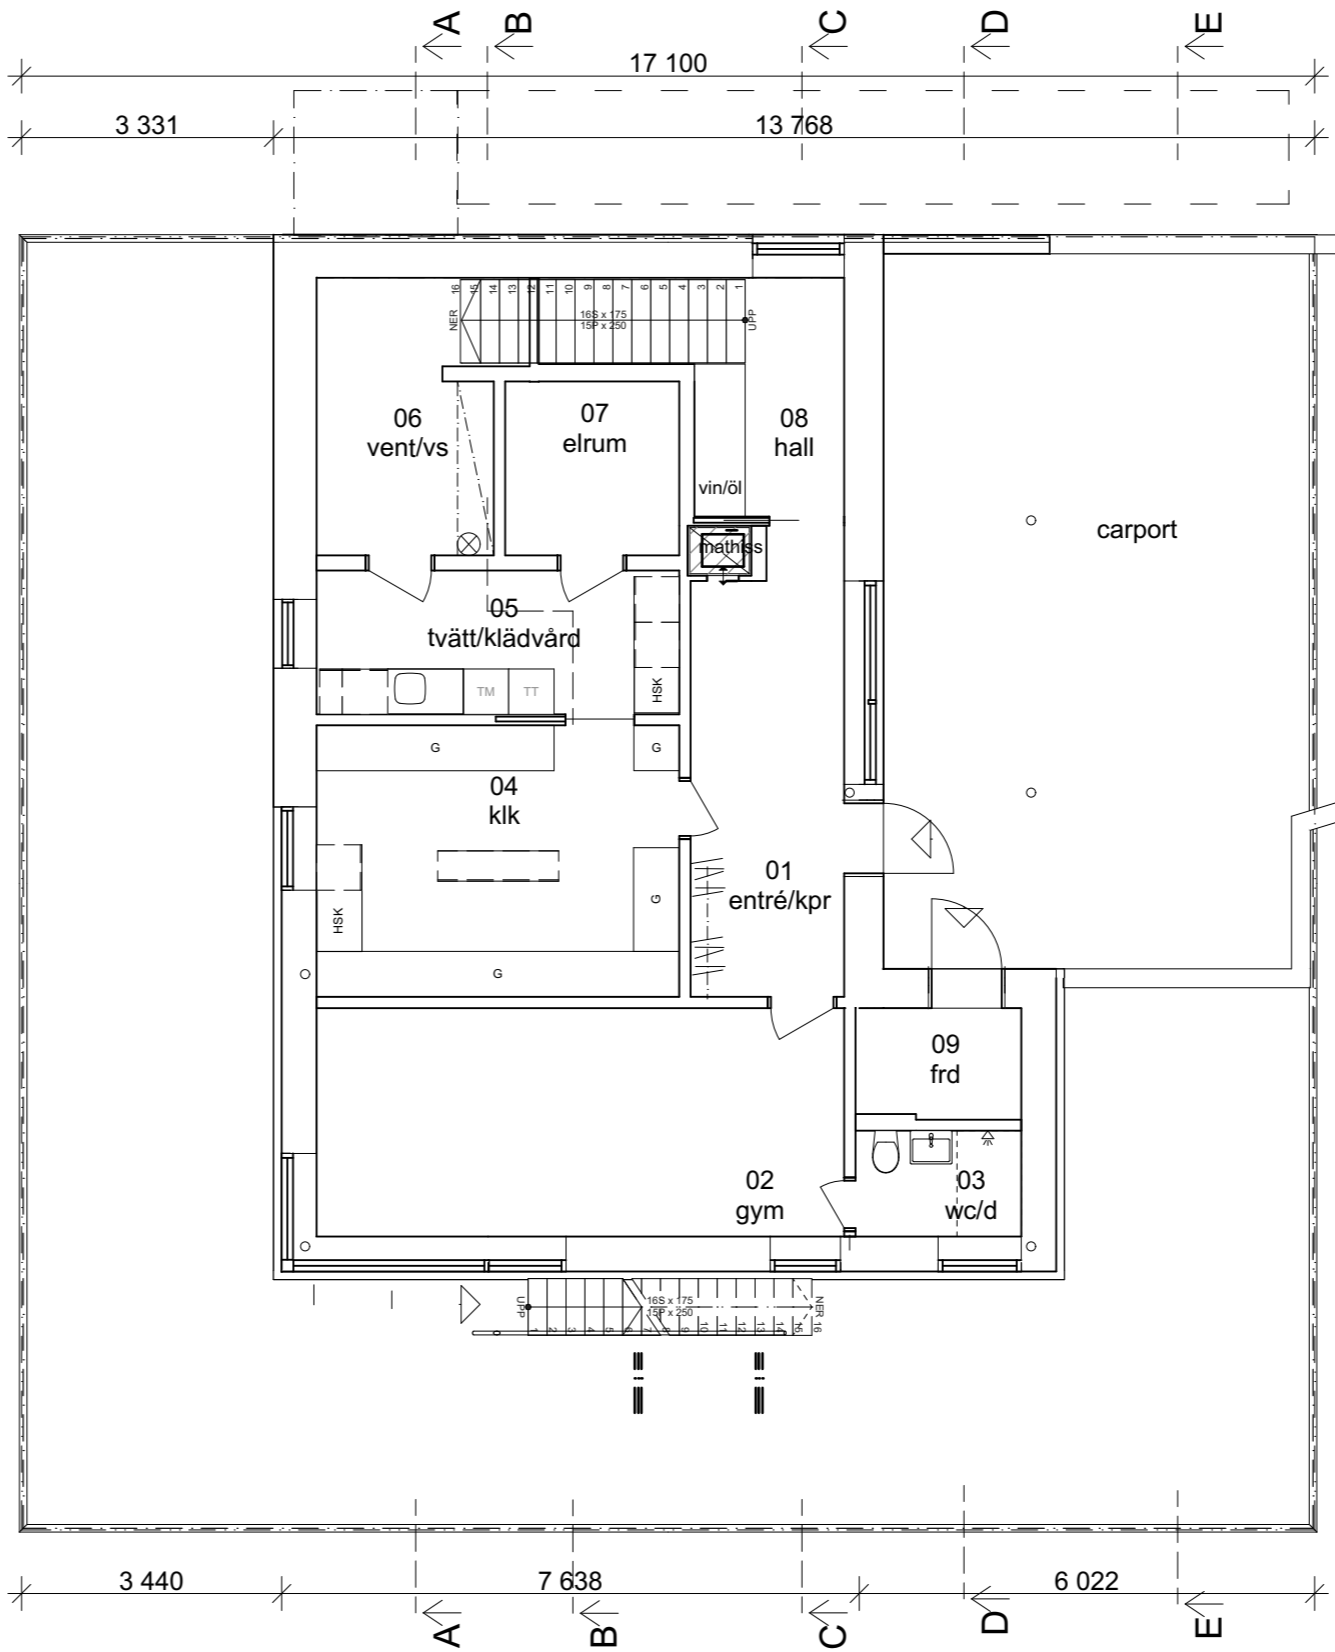 A
B
C
D
E
17 100
3 331
13 768
16
15
14
13
12
11
10
9
8
7
6
5
4
3
2
1
NER
16S x 175
15P x 250
UPP
06
vent/vs
07
elrum
08
hall
vin/öl
mathiss
carport
05
tvätt/klädvård
TM
TT
HSK
G
G
04
klk
HSK
G
G
01
entré/kpr
09
frd
02
gym
03
wc/d
UPP
16S x 175
15P x 250
NER
1
2
3
4
5
6
7
8
9
10
11
12
13
14
15
16
3 440
7 638
6 022
A
B
C
D
E